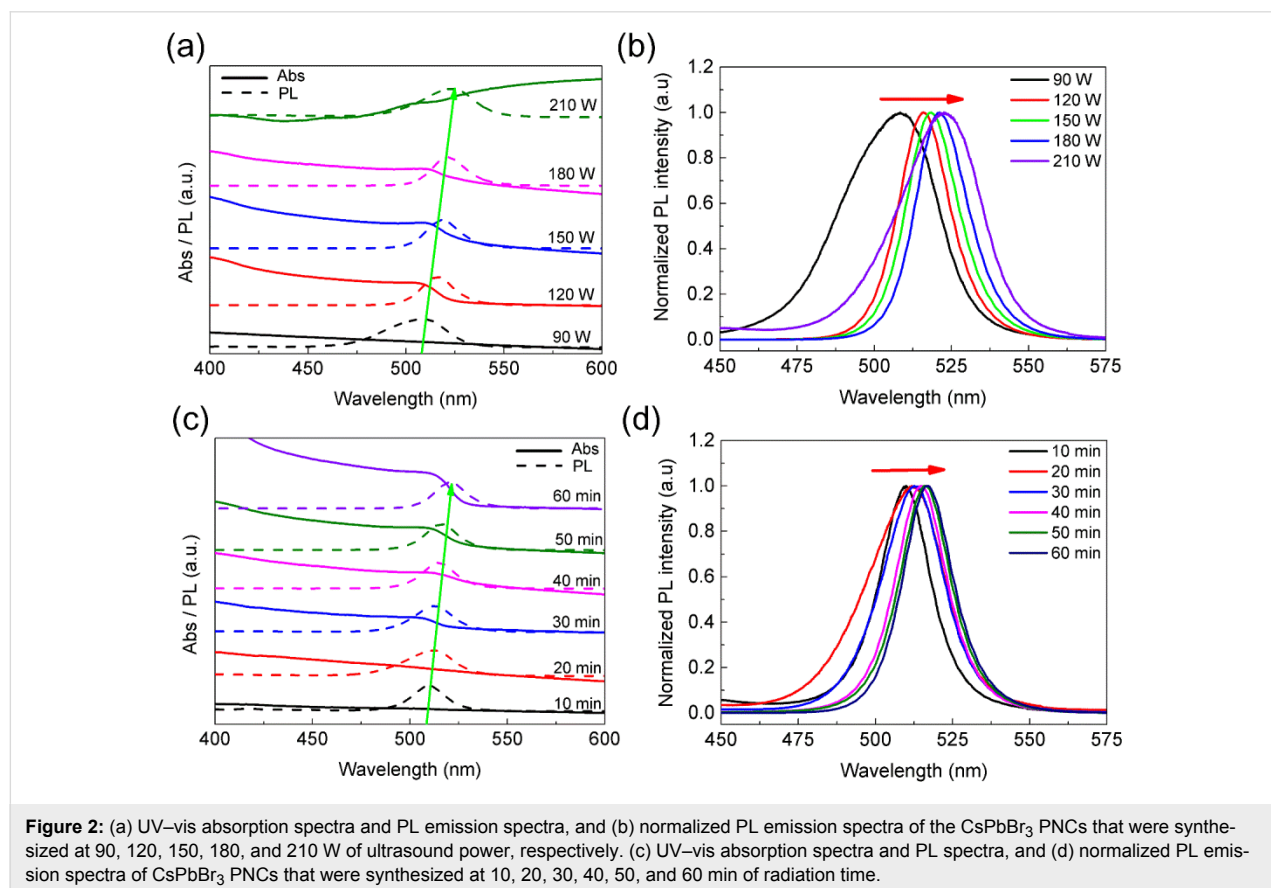 (a)
Abs
PL
210 W
180 W
150 W
120 W
90 W
Abs / PL (a.u.)
400 450 500 550 600
Wavelength (nm)
(b)
1.2
1.0
0.8
0.6
0.4
0.2
0.0
Normalized PL intensity (a.u)
90 W
120 W
150 W
180 W
210 W
450 475 500 525 550 575
Wavelength (nm)
(c)
Abs
PL
60 min
50 min
40 min
30 min
20 min
10 min
Abs / PL (a.u.)
400 450 500 550 600
Wavelength (nm)
(d)
1.2
1.0
0.8
0.6
0.4
0.2
0.0
Normalized PL intensity (a.u)
10 min
20 min
30 min
40 min
50 min
60 min
450 475 500 525 550 575
Wavelength (nm)
Figure 2: (a) UV–vis absorption spectra and PL emission spectra, and (b) normalized PL emission spectra of the CsPbBr3 PNCs that were synthe-
sized at 90, 120, 150, 180, and 210 W of ultrasound power, respectively. (c) UV–vis absorption spectra and PL spectra, and (d) normalized PL emis-
sion spectra of CsPbBr3 PNCs that were synthesized at 10, 20, 30, 40, 50, and 60 min of radiation time.